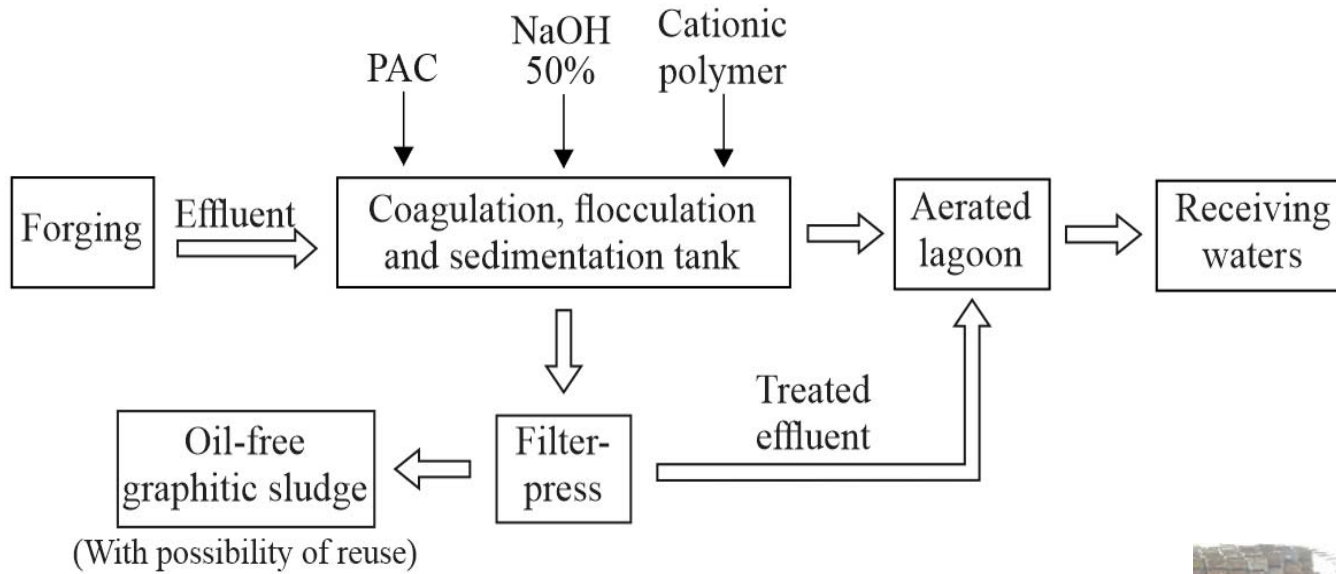 PAC
NaOH
50%
Cationic
polymer
Forging
Effluent
Coagulation, flocculation
and sedimentation tank
Aerated
lagoon
Receiving
waters
Oil-free
graphitic sludge
(With possibility of reuse)
Filter-
press
Treated
effluent